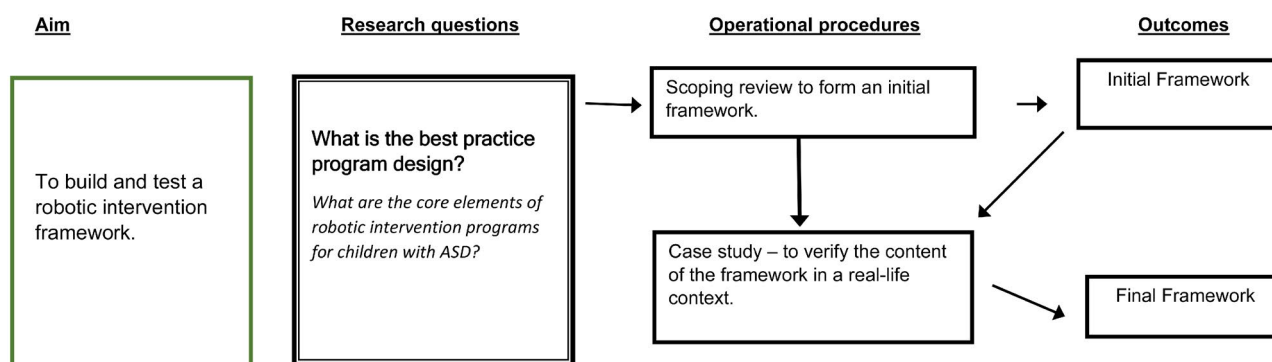 Aim
Research questions
Operational procedures
Outcomes
To build and test a
robotic intervention
framework.
What is the best practice
program design?
What are the core elements of
robotic intervention programs
for children with ASD?
Scoping review to form an initial
framework.
Case study – to verify the content
of the framework in a real-life
context.
Initial Framework
Final Framework